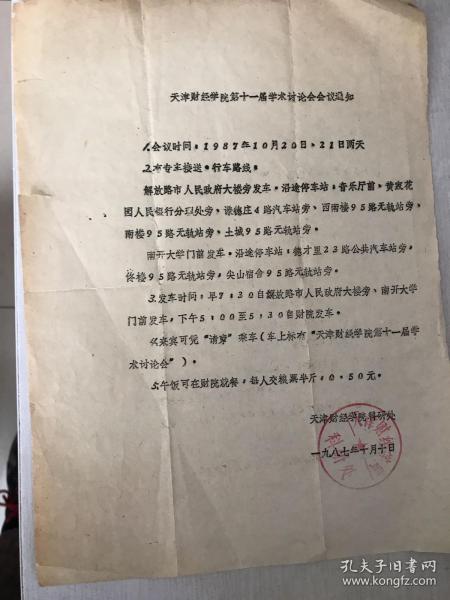 天津财经学院第十一届学术讨论会会议通知
1.会议时间：1987年10月20日、21日两天
2.有专车接送。行车路线。
解放路市人民政府大楼旁发车。沿途停车站：音乐厅前、黄家花
园人民银行分理处旁、谦德庄4路汽车站旁、西南楼95路无轨站旁、
南楼95路无轨站旁、土城95路无轨站旁。
南开大学门前发车。沿途停车站：德才里23路公共汽车站旁，
佟楼95路无轨站旁，尖山宿舍95路无轨站旁。
3.发车时间：早7:30自解放路市人民政府大楼旁、南开大学
门前发车，下午5:00至5:30自财院发车。
4.来宾可凭“请柬”乘车（车上标有“天津财经学院第十一届学
术讨论会”）。
5.午饭可在财院就餐，每人交粮票半斤，0.50元。
天津财经学院科研处
一九八七年十月十日
孔夫子旧书网
www.kongfz.com